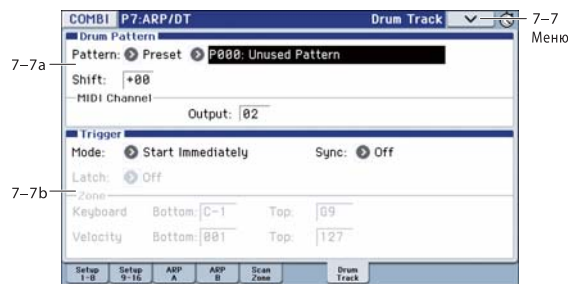 COMBI P7:ARP/DT Drum Track
7–7
Меню
Drum Pattern
7–7a
Pattern: Preset P000: Unused Pattern
Shift: +00
MIDI Channel
Output: 02
Trigger
Mode: Start Immediately Sync: Off
Latch: Off
7–7b
Zone
Keyboard Bottom: C-1 Top: G9
Velocity Bottom: 001 Top: 127
Setup 1-8 Setup 9-16 ARP A ARP B Scan Zone Drum Track